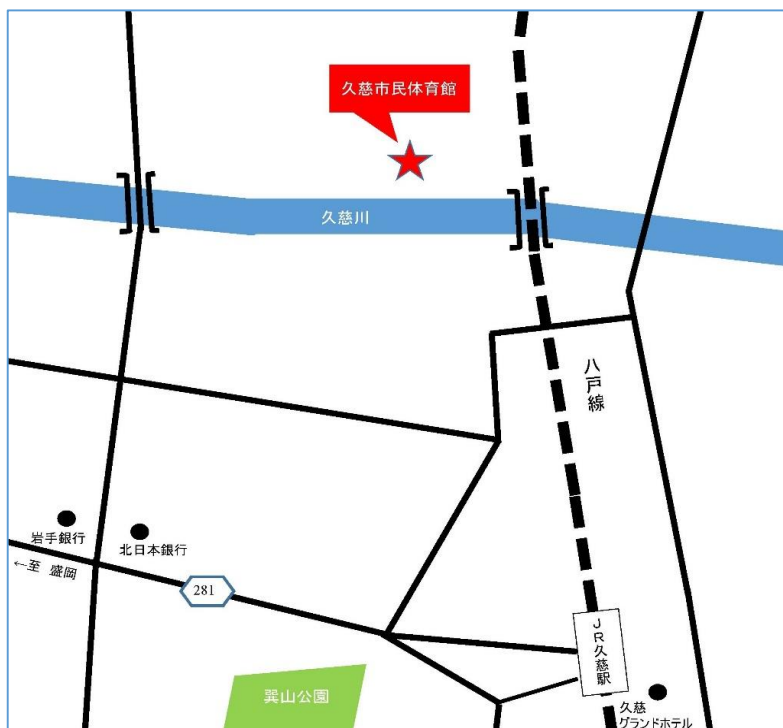 久慈市民体育館
久慈川
八戸線
岩手銀行
北日本銀行
←至 盛岡
281
JR久慈駅
巽山公園
久慈
グランドホテル